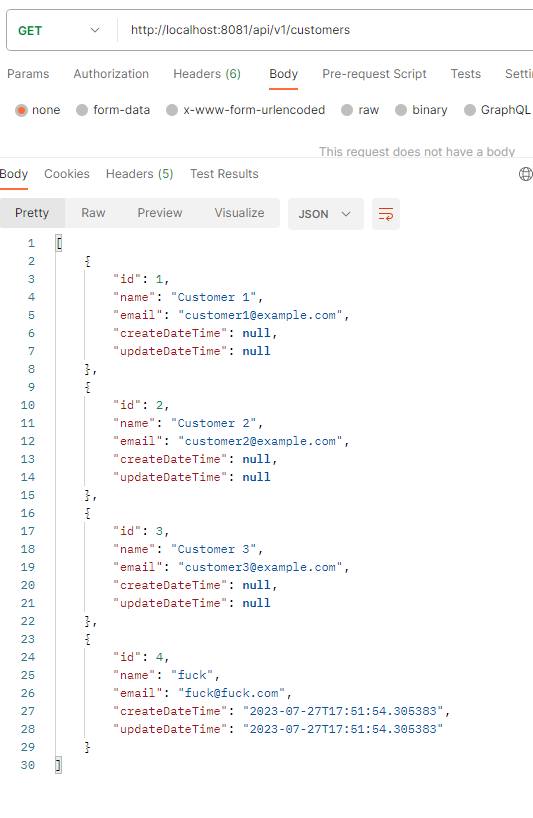 GET http://localhost:8081/api/v1/customers
Params Authorization Headers (6) Body Pre-request Script Tests Setti
none form-data x-www-form-urlencoded raw binary GraphQL
This request does not have a body
Body Cookies Headers (5) Test Results
Pretty Raw Preview Visualize JSON
1 [
2 {
3 "id": 1,
4 "name": "Customer 1",
5 "email": "customer1@example.com",
6 "createDateTime": null,
7 "updateDateTime": null
8 },
9 {
10 "id": 2,
11 "name": "Customer 2",
12 "email": "customer2@example.com",
13 "createDateTime": null,
14 "updateDateTime": null
15 },
16 {
17 "id": 3,
18 "name": "Customer 3",
19 "email": "customer3@example.com",
20 "createDateTime": null,
21 "updateDateTime": null
22 },
23 {
24 "id": 4,
25 "name": "fuck",
26 "email": "fuck@fuck.com",
27 "createDateTime": "2023-07-27T17:51:54.305383",
28 "updateDateTime": "2023-07-27T17:51:54.305383"
29 }
30 ]